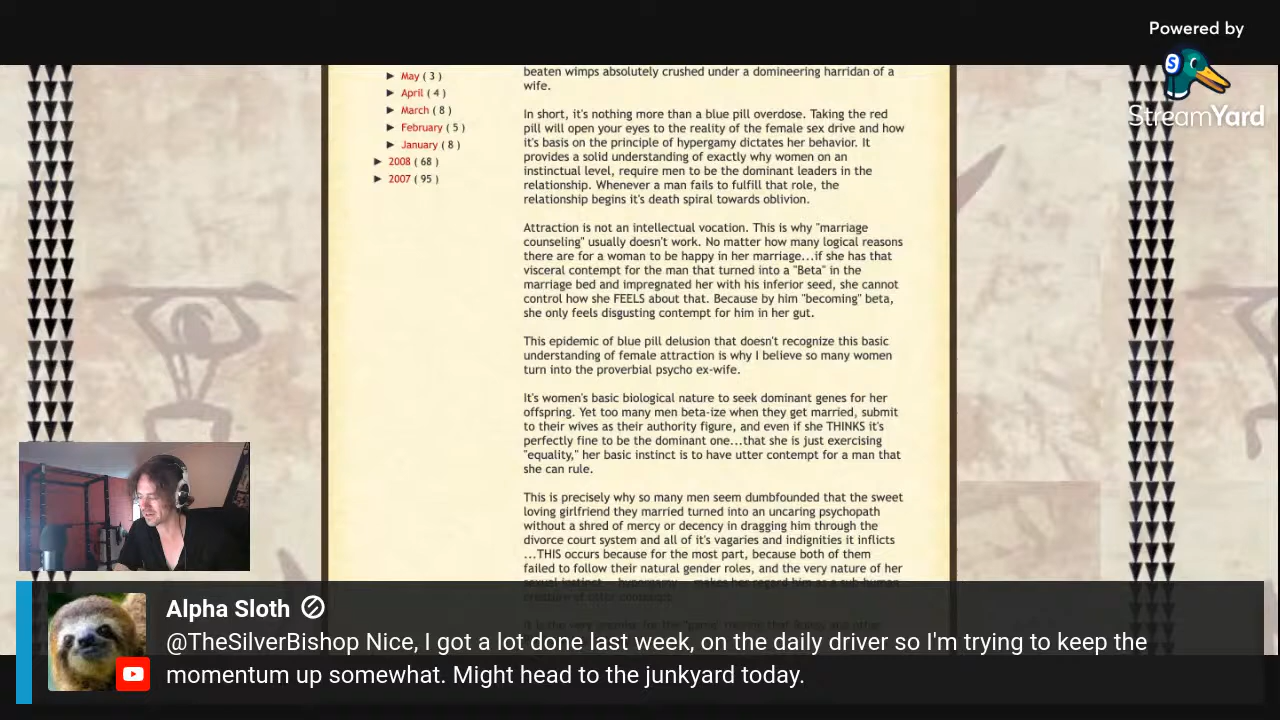 Powered by
StreamYard
► May ( 3 )
► April ( 4 )
► March ( 8 )
► February ( 5 )
► January ( 8 )
► 2008 ( 68 )
► 2007 ( 95 )
beaten wimps absolutely crushed under a domineering harridan of a
wife.
In short, it's nothing more than a blue pill overdose. Taking the red
pill will open your eyes to the reality of the female sex drive and how
it's basis on the principle of hypergamy dictates her behavior. It
provides a solid understanding of exactly why women on an
instinctual level, require men to be the dominant leaders in the
relationship. Whenever a man fails to fulfill that role, the
relationship begins it's death spiral towards oblivion.
Attraction is not an intellectual vocation. This is why "marriage
counseling" usually doesn't work. No matter how many logical reasons
there are for a woman to be happy in her marriage...if she has that
visceral contempt for the man that turned into a "Beta" in the
marriage bed and impregnated her with his inferior seed, she cannot
control how she FEELS about that. Because by him "becoming" beta,
she only feels disgusting contempt for him in her gut.
This epidemic of blue pill delusion that doesn't recognize this basic
understanding of female attraction is why I believe so many women
turn into the proverbial psycho ex-wife.
It's women's basic biological nature to seek dominant genes for her
offspring. Yet too many men beta-ize when they get married, submit
to their wives as their authority figure, and even if she THINKS it's
perfectly fine to be the dominant one...that she is just exercising
"equality," her basic instinct is to have utter contempt for a man that
she can rule.
This is precisely why so many men seem dumbfounded that the sweet
loving girlfriend they married turned into an uncaring psychopath
without a shred of mercy or decency in dragging him through the
divorce court system and all of it's vagaries and indignities it inflicts
...THIS occurs because for the most part, because both of them
failed to follow their natural gender roles, and the very nature of her
sexual instinct...hypergamy...makes her regard him as a sub-human
creature of utter contempt.
Alpha Sloth
@TheSilverBishop Nice, I got a lot done last week, on the daily driver so I'm trying to keep the
momentum up somewhat. Might head to the junkyard today.